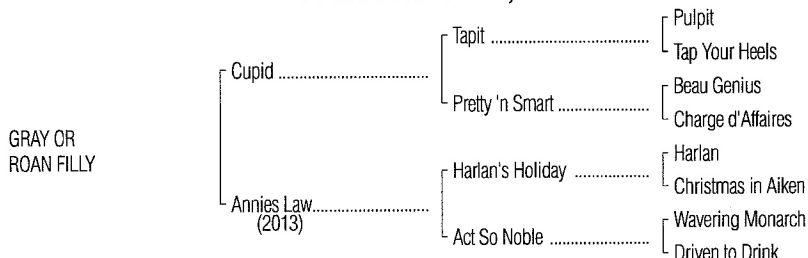 Pulpit
Tapit
Tap Your Heels
Cupid
Beau Genius
Pretty 'n Smart
Charge d'Affaires
GRAY OR
ROAN FILLY
Harlan
Harlan's Holiday
Christmas in Aiken
Annies Law
(2013)
Wavering Monarch
Act So Noble
Driven to Drink